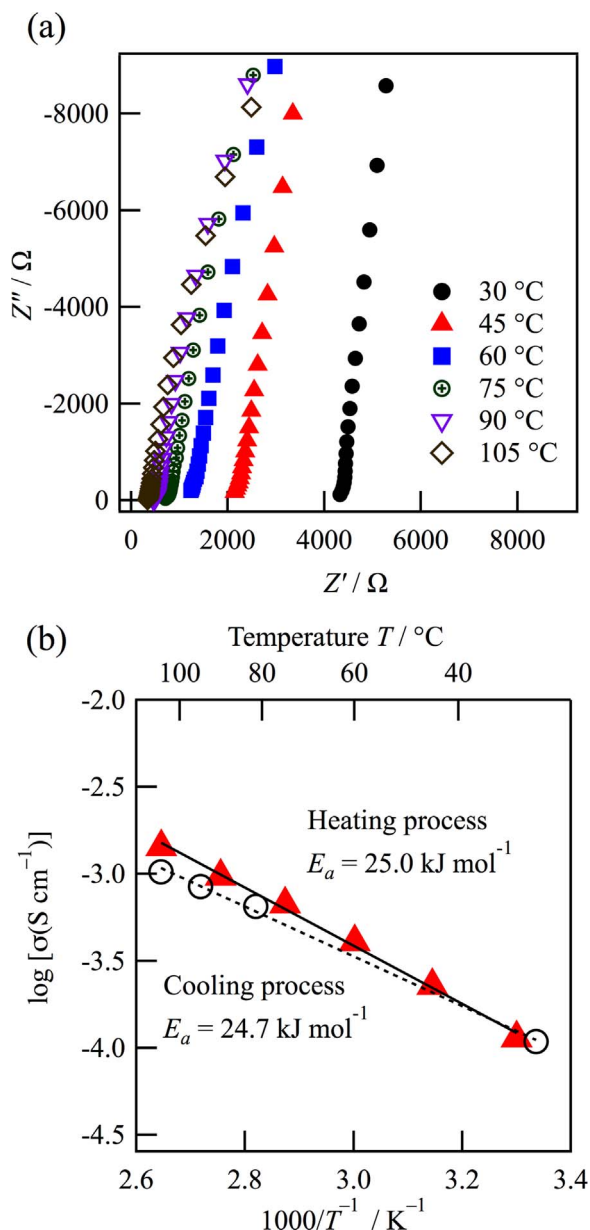 (a)
-8000
-6000
-4000
-2000
0
Z″ / Ω
30 °C
45 °C
60 °C
75 °C
90 °C
105 °C
0 2000 4000 6000 8000
Z′ / Ω
(b)
Temperature T / °C
100 80 60 40
-2.0
-2.5
-3.0
-3.5
-4.0
-4.5
log [σ(S cm⁻¹)]
Heating process
Eₐ = 25.0 kJ mol⁻¹
Cooling process
Eₐ = 24.7 kJ mol⁻¹
2.6 2.8 3.0 3.2 3.4
1000/T⁻¹ / K⁻¹